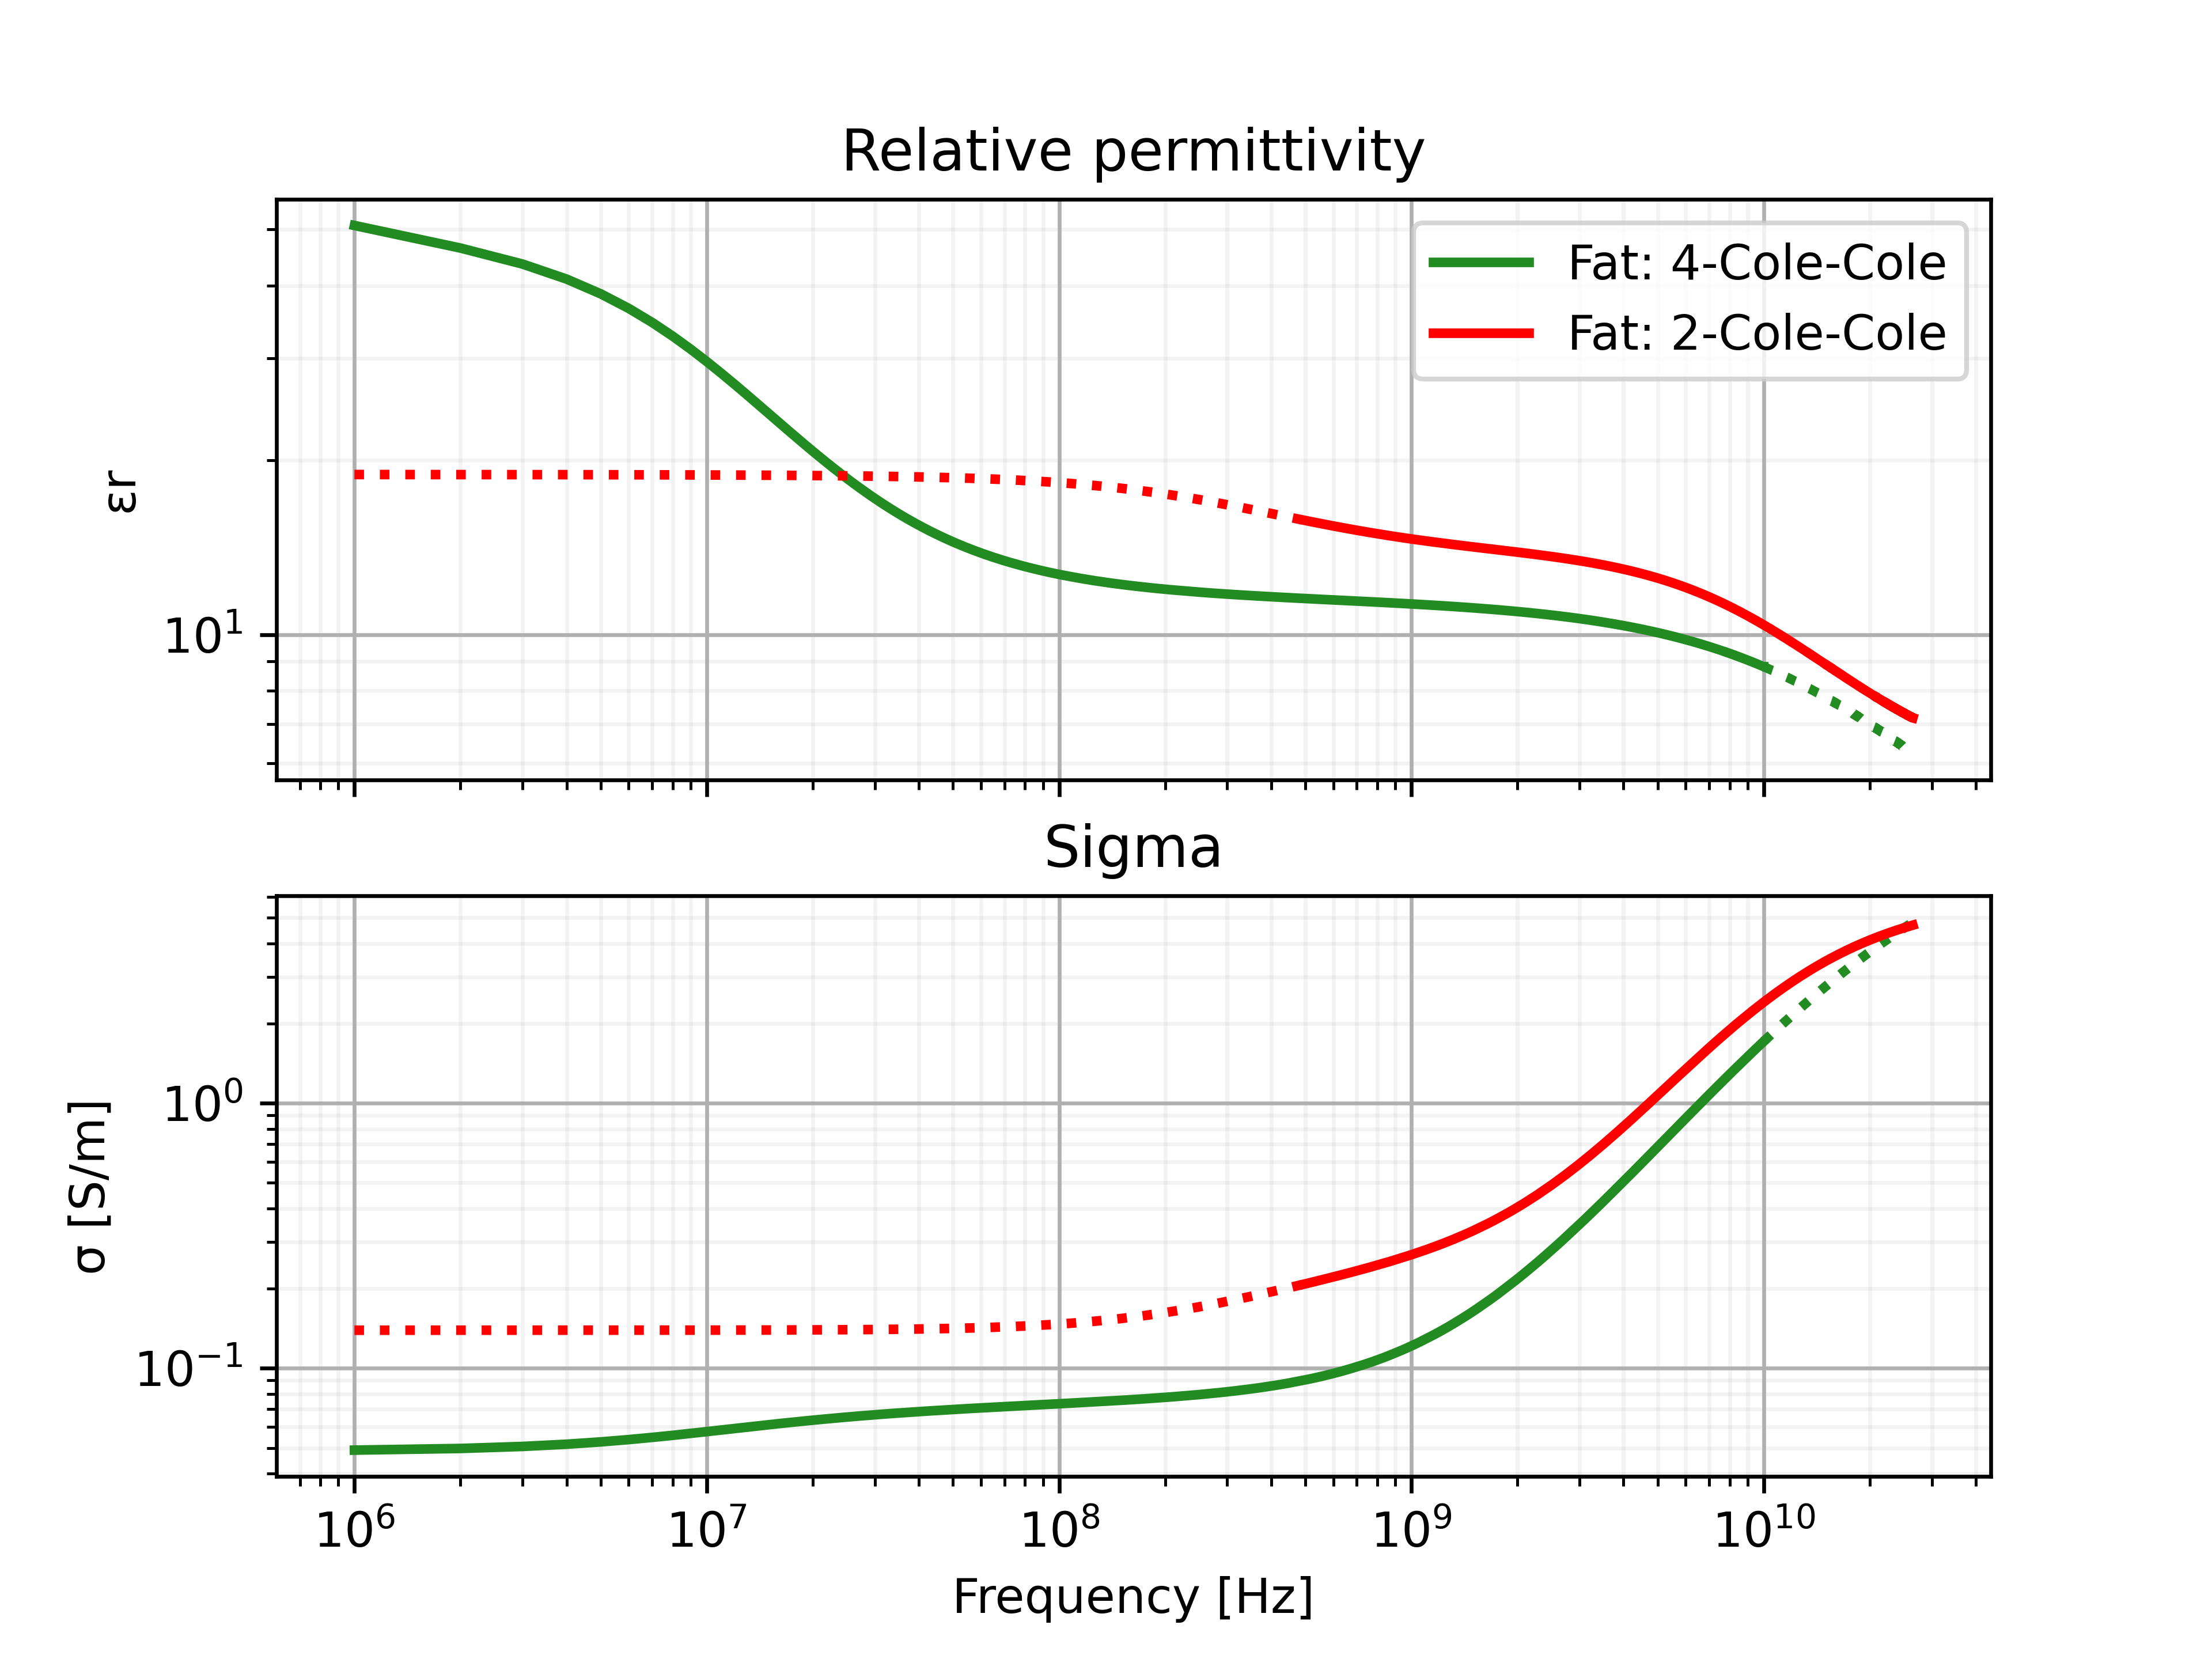 Relative permittivity
Fat: 4-Cole-Cole
Fat: 2-Cole-Cole
εr
10¹
Sigma
σ [S/m]
10⁰
10⁻¹
10⁶ 10⁷ 10⁸ 10⁹ 10¹⁰
Frequency [Hz]